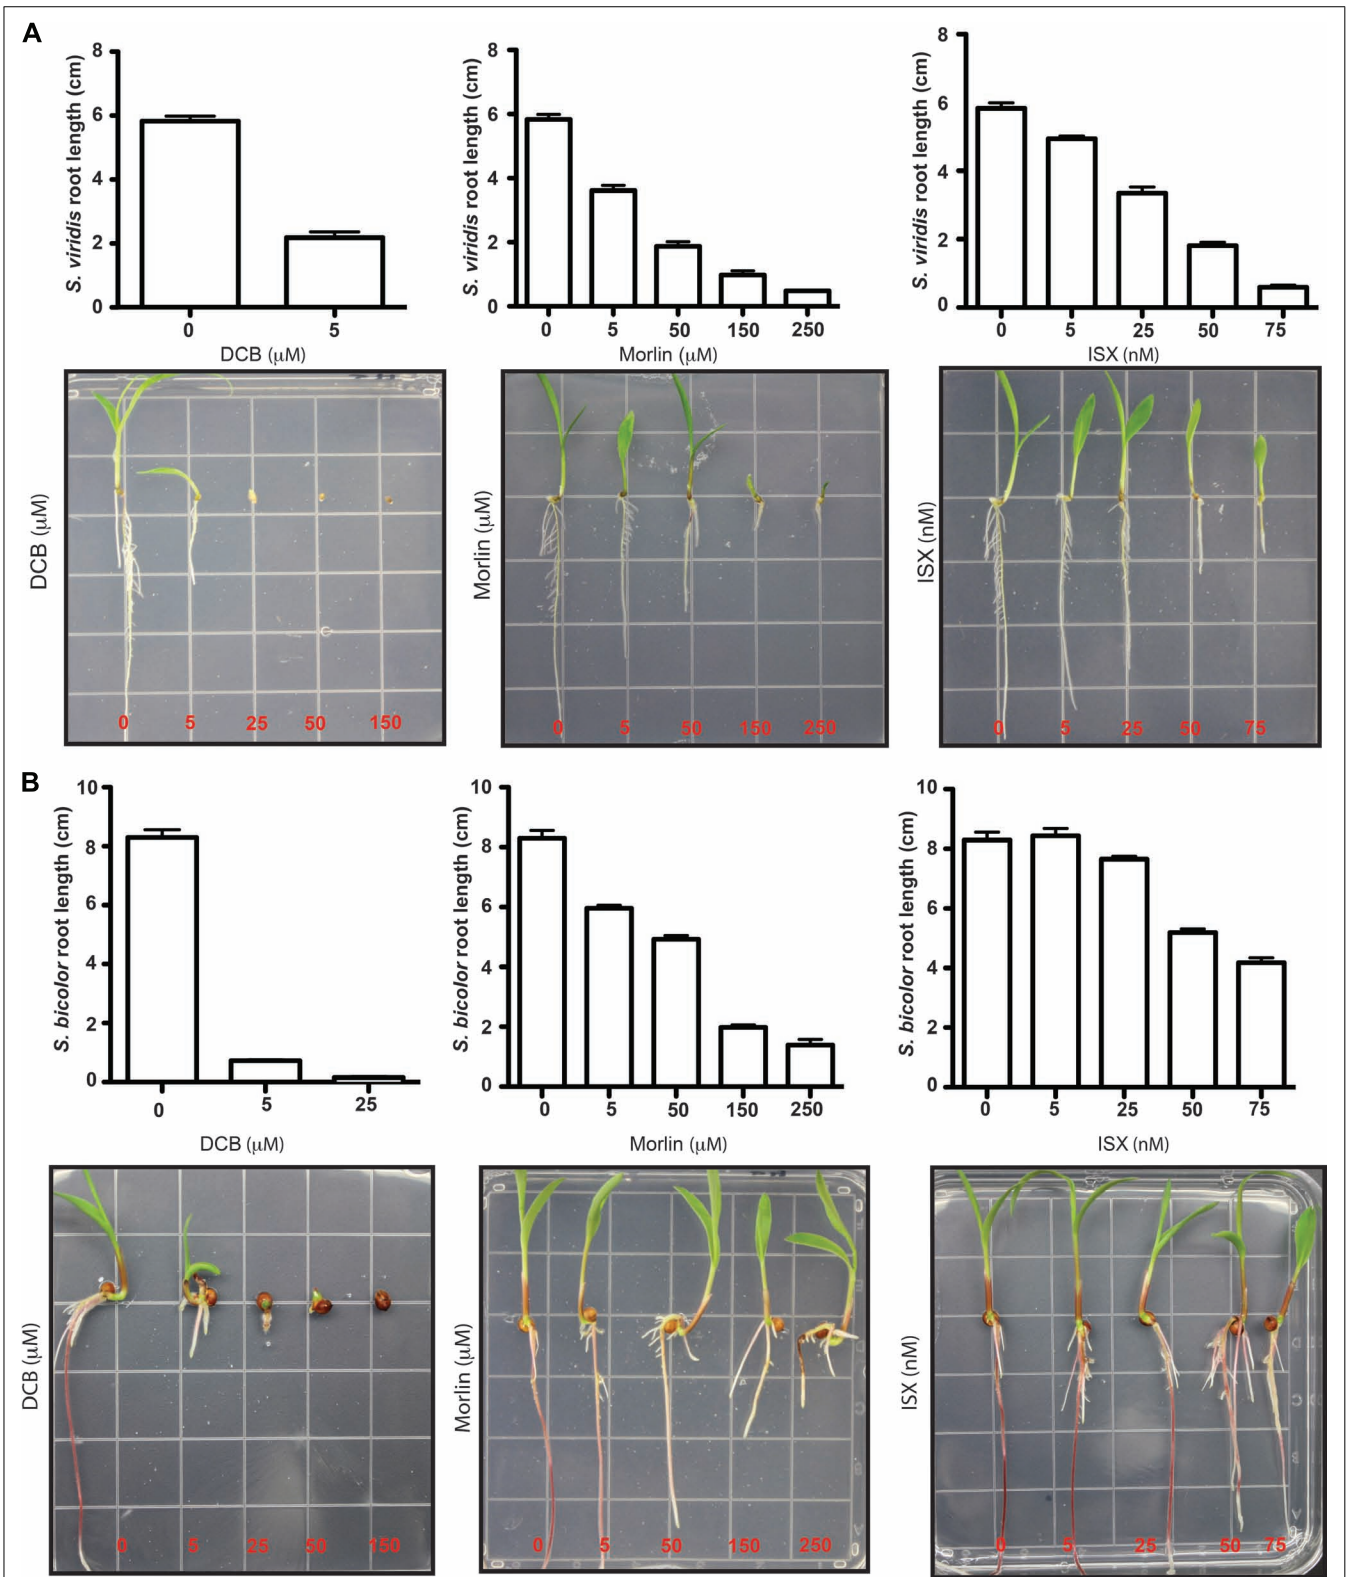 A
S. viridis root length (cm)
8
6
4
2
0
0 5
DCB (μM)
S. viridis root length (cm)
8
6
4
2
0
0 5 50 150 250
Morlin (μM)
S. viridis root length (cm)
8
6
4
2
0
0 5 25 50 75
ISX (nM)
DCB (μM)
0 5 25 50 150
Morlin (μM)
0 5 50 150 250
ISX (nM)
0 5 25 50 75
B
S. bicolor root length (cm)
10
8
6
4
2
0
0 5 25
DCB (μM)
S. bicolor root length (cm)
10
8
6
4
2
0
0 5 50 150 250
Morlin (μM)
S. bicolor root length (cm)
10
8
6
4
2
0
0 5 25 50 75
ISX (nM)
DCB (μM)
0 5 25 50 150
Morlin (μM)
0 5 50 150 250
ISX (nM)
0 5 25 50 75